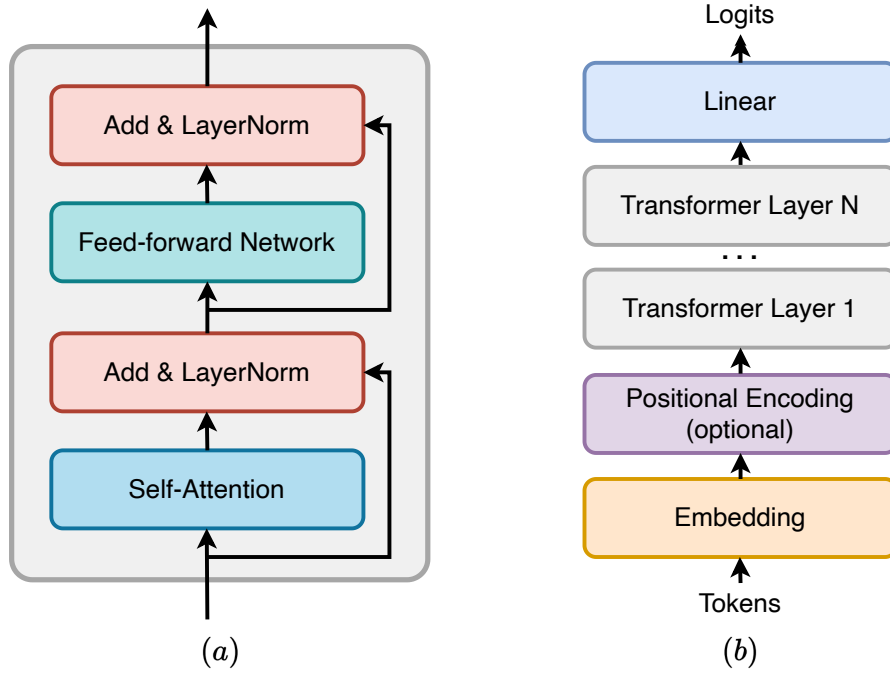 Add & LayerNorm
Feed-forward Network
Add & LayerNorm
Self-Attention
(a)
Logits
Linear
Transformer Layer N
...
Transformer Layer 1
Positional Encoding
(optional)
Embedding
Tokens
(b)